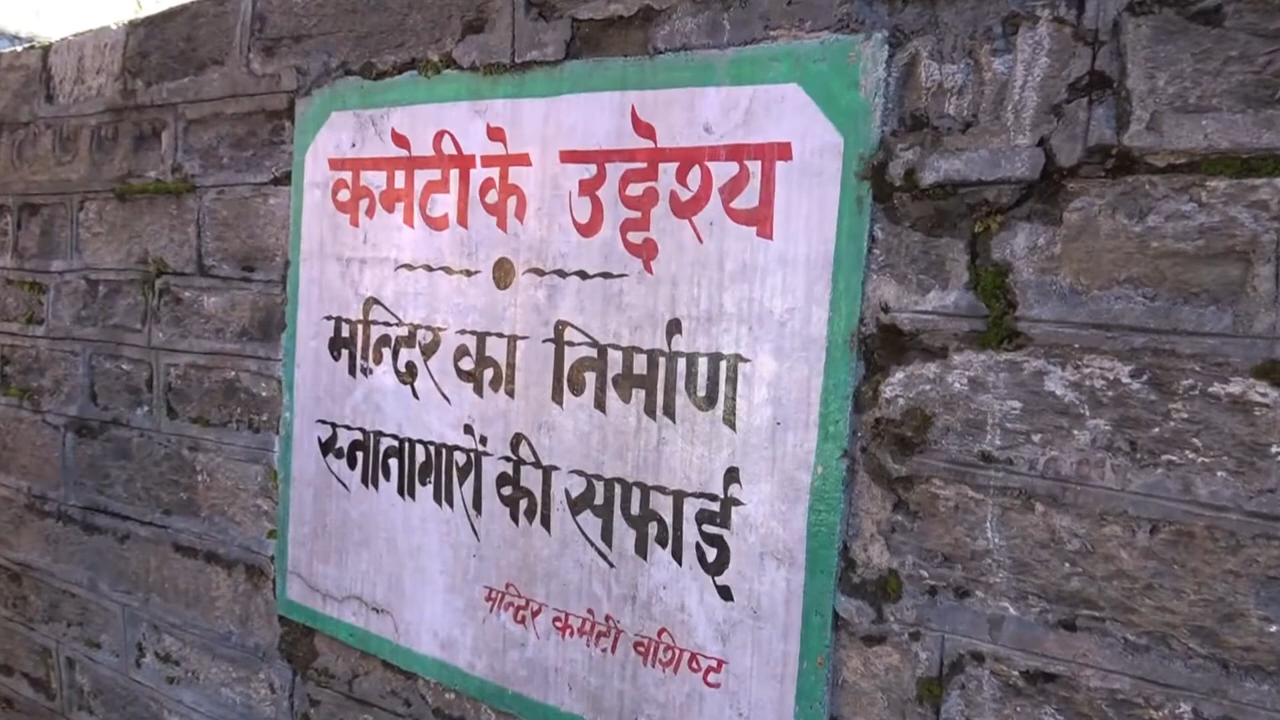 कमेटी के उद्देश्य
मन्दिर का निर्माण
स्नानागारों की सफाई
मन्दिर कमेटी वशिष्ट